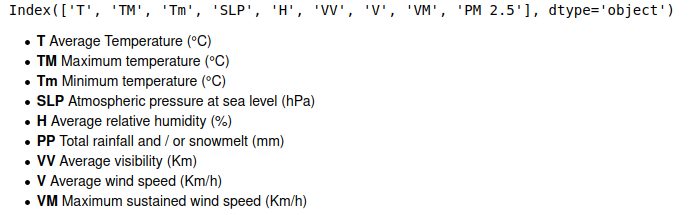 Index(['T', 'TM', 'Tm', 'SLP', 'H', 'VV', 'V', 'VM', 'PM 2.5'], dtype='object')
• T Average Temperature (°C)
• TM Maximum temperature (°C)
• Tm Minimum temperature (°C)
• SLP Atmospheric pressure at sea level (hPa)
• H Average relative humidity (%)
• PP Total rainfall and / or snowmelt (mm)
• VV Average visibility (Km)
• V Average wind speed (Km/h)
• VM Maximum sustained wind speed (Km/h)